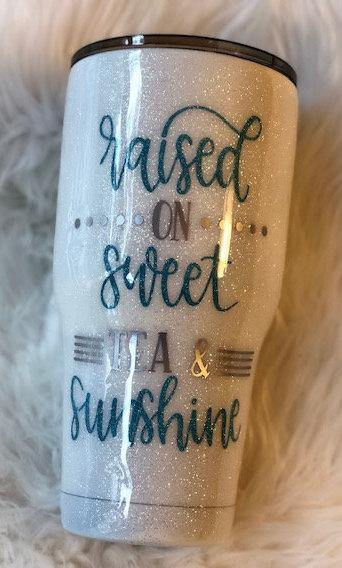 raised
ON
sweet
TEA &
sunshine